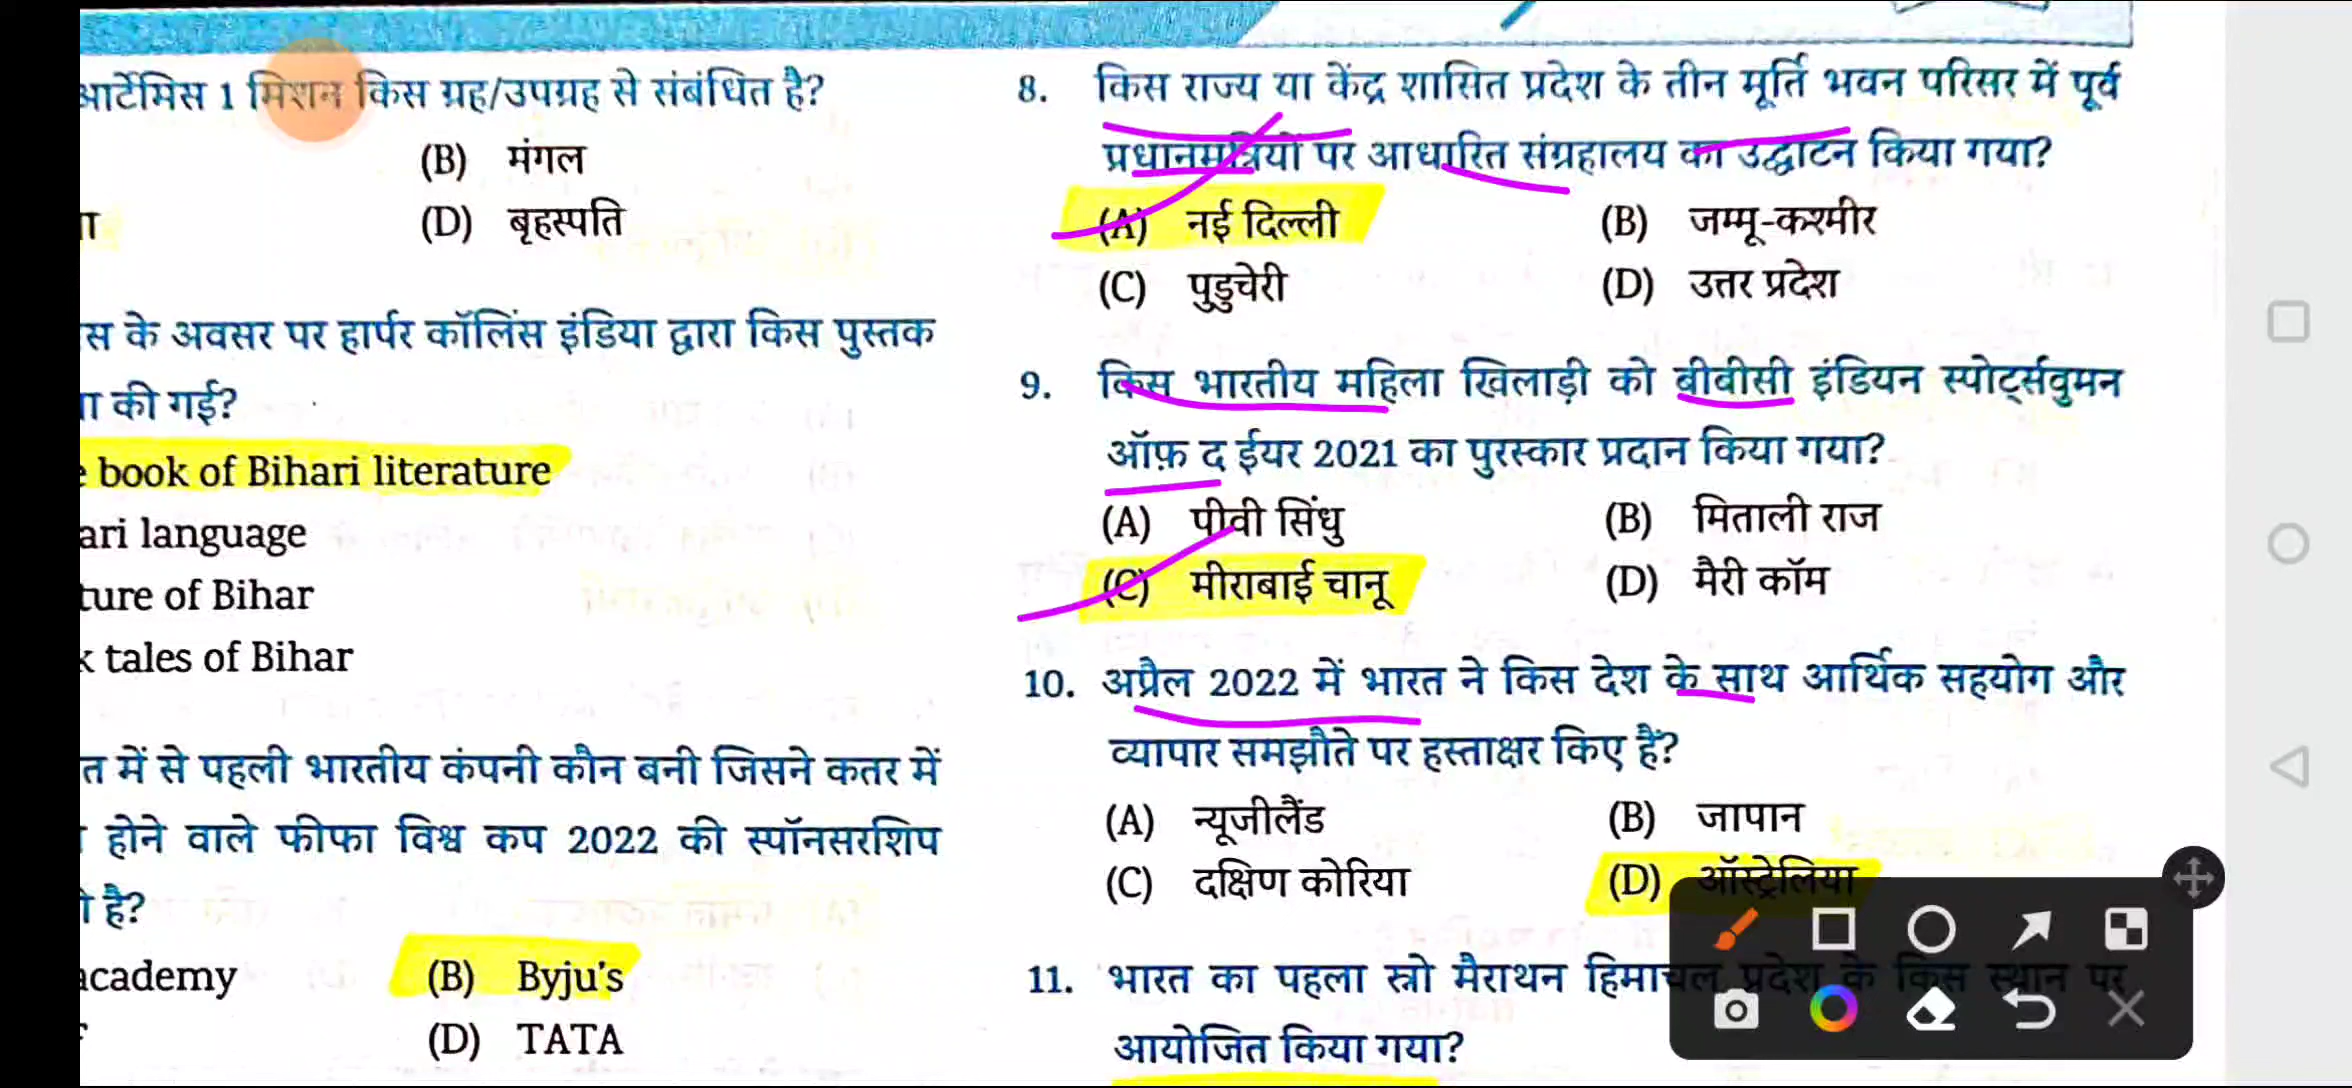 आर्टेमिस 1 मिशन किस ग्रह/उपग्रह से संबंधित है?
(B) मंगल
(D) बृहस्पति
के अवसर पर हार्पर कॉलिंस इंडिया द्वारा किस पुस्तक
की गई?
book of Bihari literature
language
of Bihar
tales of Bihar
में से पहली भारतीय कंपनी कौन बनी जिसने कतर में
होने वाले फीफा विश्व कप 2022 की स्पॉनसरशिप
है?
(B) Byju's
(D) TATA
8. किस राज्य या केंद्र शासित प्रदेश के तीन मूर्ति भवन परिसर में पूर्व
प्रधानमंत्रियों पर आधारित संग्रहालय का उद्घाटन किया गया?
(A) नई दिल्ली (B) जम्मू-कश्मीर
(C) पुडुचेरी (D) उत्तर प्रदेश
9. किस भारतीय महिला खिलाड़ी को बीबीसी इंडियन स्पोर्ट्सवुमन
ऑफ़ द ईयर 2021 का पुरस्कार प्रदान किया गया?
(A) पीवी सिंधु (B) मिताली राज
(C) मीराबाई चानू (D) मैरी कॉम
10. अप्रैल 2022 में भारत ने किस देश के साथ आर्थिक सहयोग और
व्यापार समझौते पर हस्ताक्षर किए हैं?
(A) न्यूजीलैंड (B) जापान
(C) दक्षिण कोरिया (D) ऑस्ट्रेलिया
11. भारत का पहला स्नो मैराथन हिमाचल प्रदेश के किस स्थान पर
आयोजित किया गया?